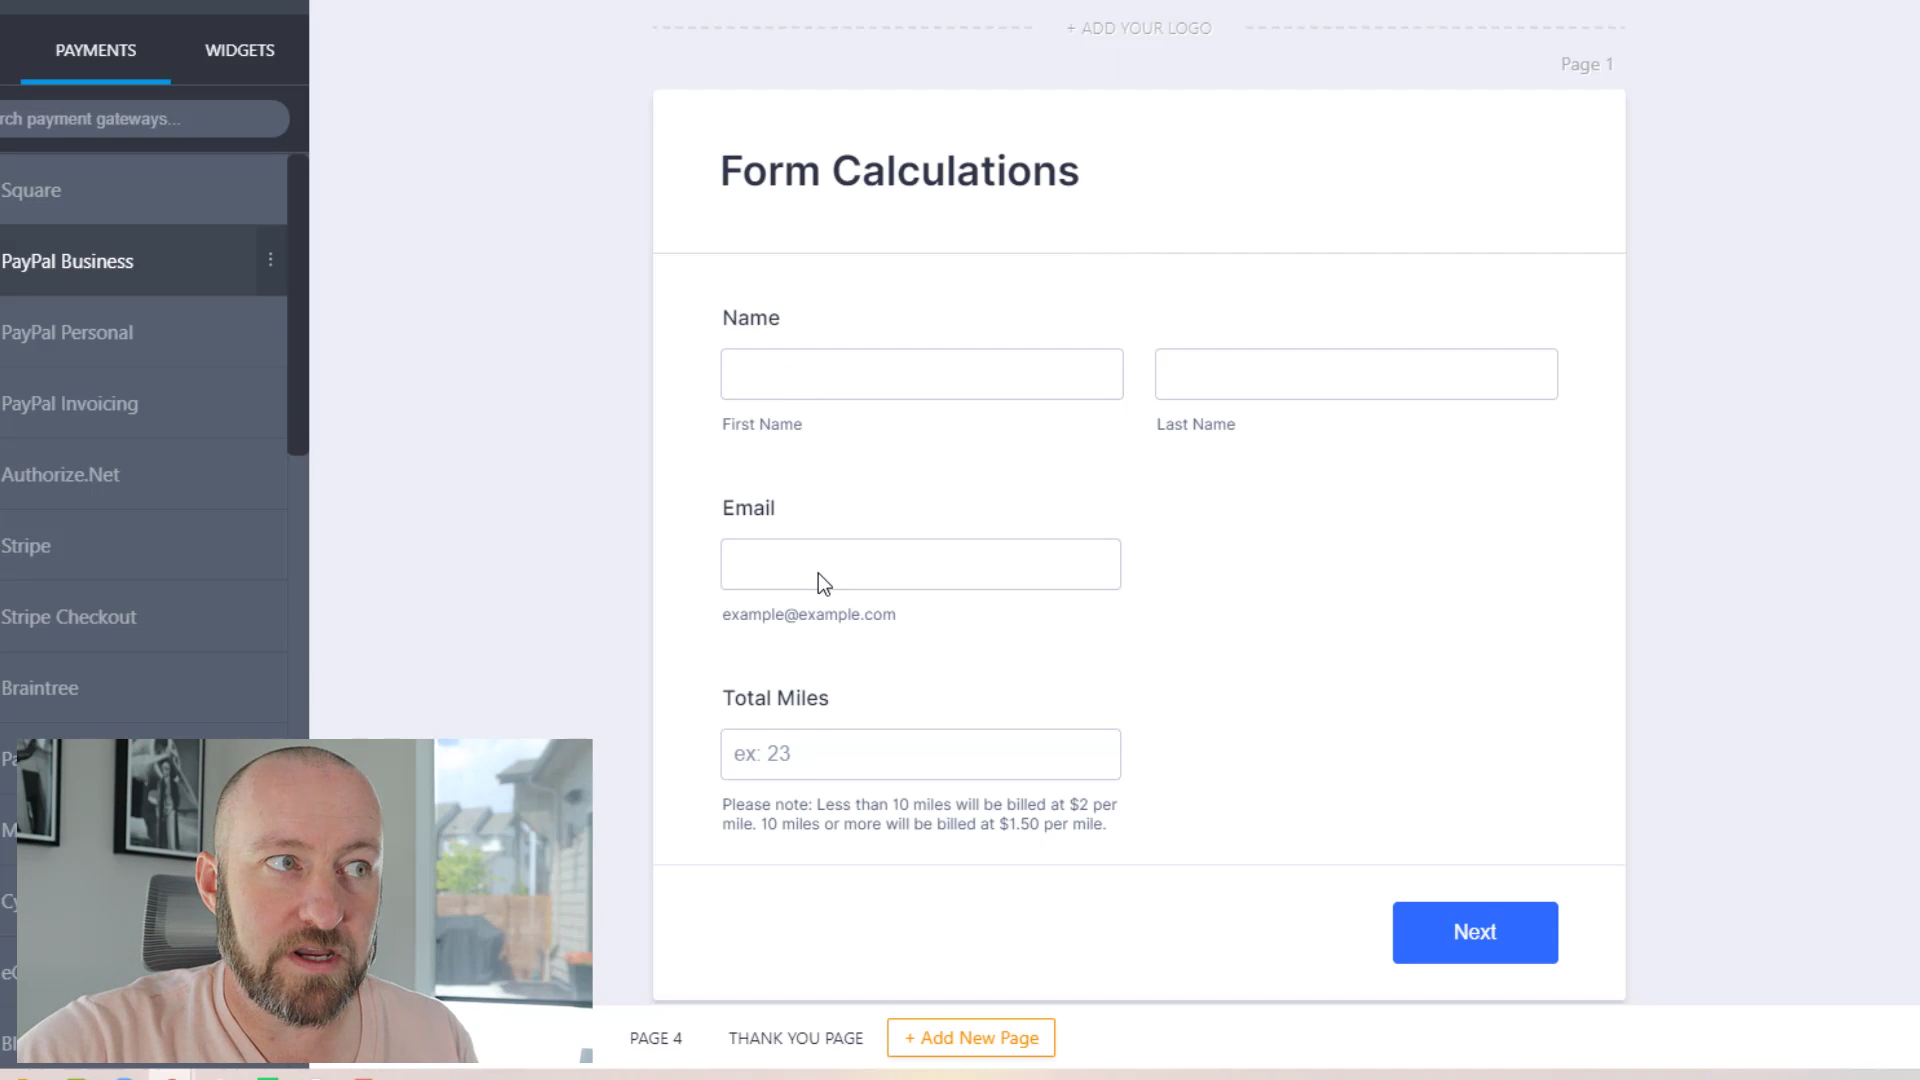 PAYMENTS
WIDGETS
rch payment gateways...
Square
PayPal Business
PayPal Personal
PayPal Invoicing
Authorize.Net
Stripe
Stripe Checkout
Braintree
+ ADD YOUR LOGO
Page 1
Form Calculations
Name
First Name
Last Name
Email
example@example.com
Total Miles
ex: 23
Please note: Less than 10 miles will be billed at $2 per
mile. 10 miles or more will be billed at $1.50 per mile.
Next
PAGE 4
THANK YOU PAGE
+ Add New Page